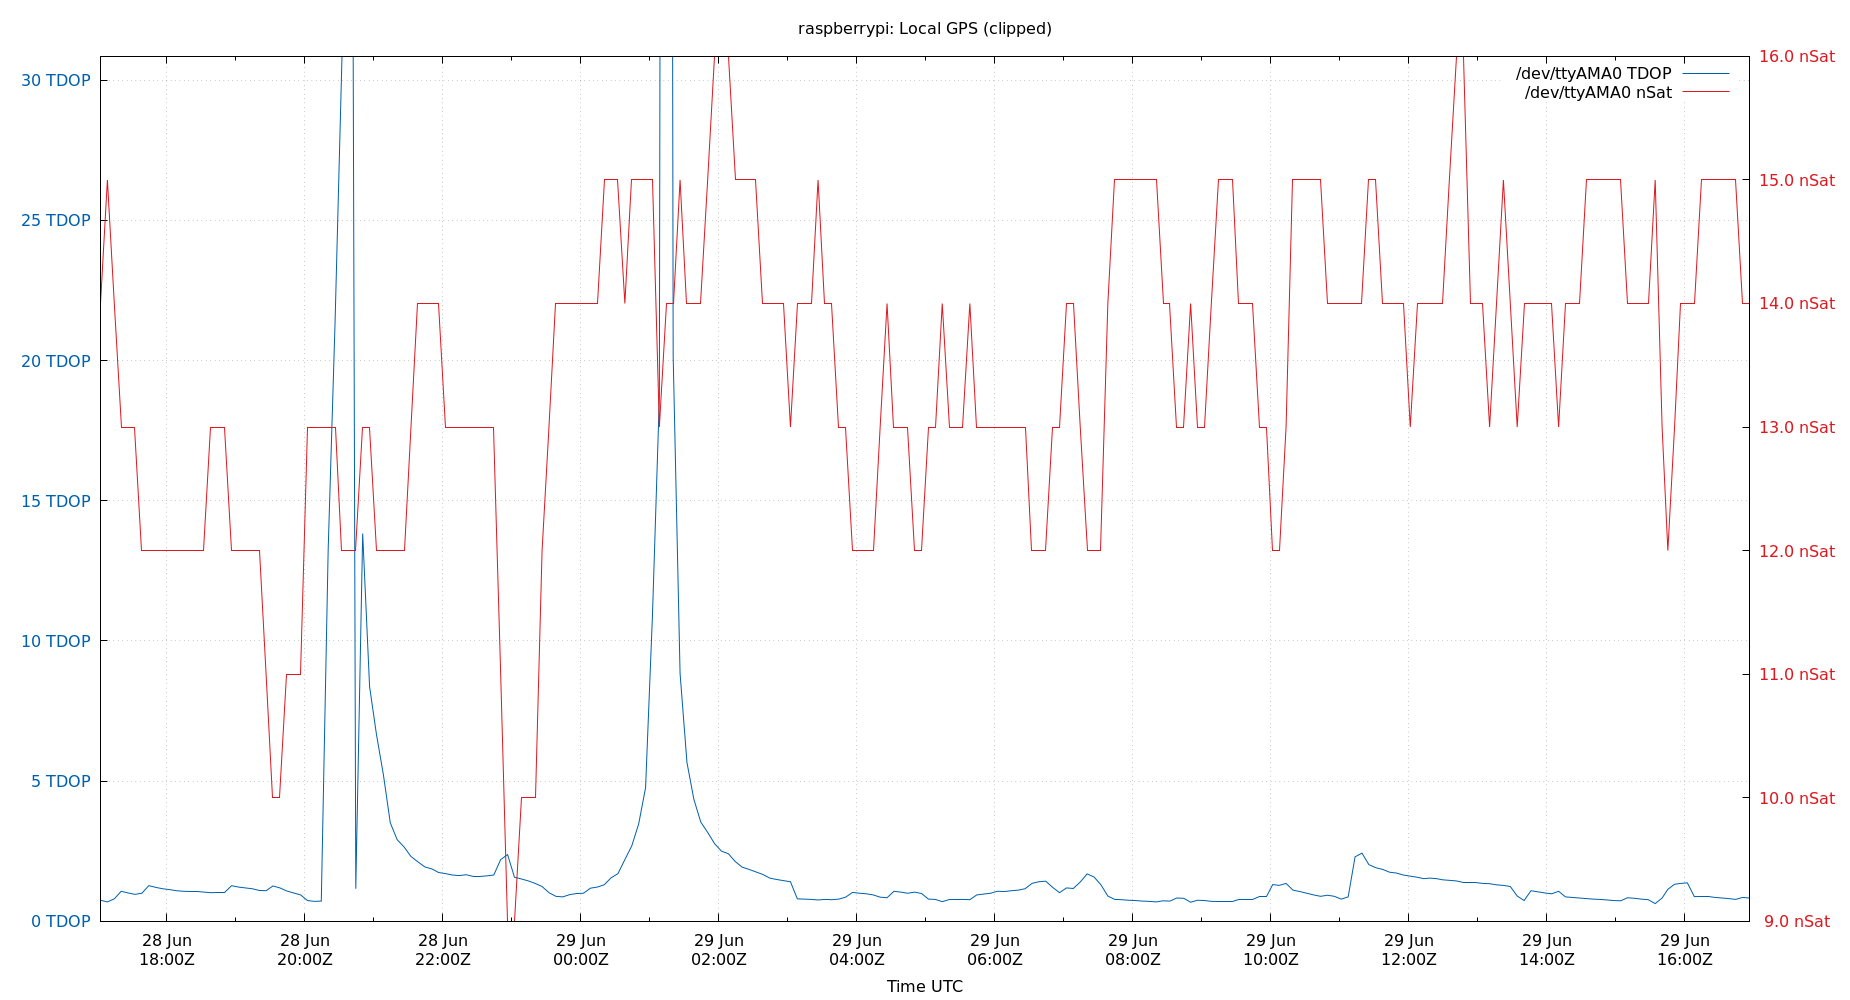 raspberrypi: Local GPS (clipped)
/dev/ttyAMA0 TDOP
/dev/ttyAMA0 nSat
30 TDOP
25 TDOP
20 TDOP
15 TDOP
10 TDOP
5 TDOP
0 TDOP
16.0 nSat
15.0 nSat
14.0 nSat
13.0 nSat
12.0 nSat
11.0 nSat
10.0 nSat
9.0 nSat
28 Jun 28 Jun 28 Jun 29 Jun 29 Jun 29 Jun 29 Jun 29 Jun 29 Jun 29 Jun 29 Jun 29 Jun
18:00Z 20:00Z 22:00Z 00:00Z 02:00Z 04:00Z 06:00Z 08:00Z 10:00Z 12:00Z 14:00Z 16:00Z
Time UTC